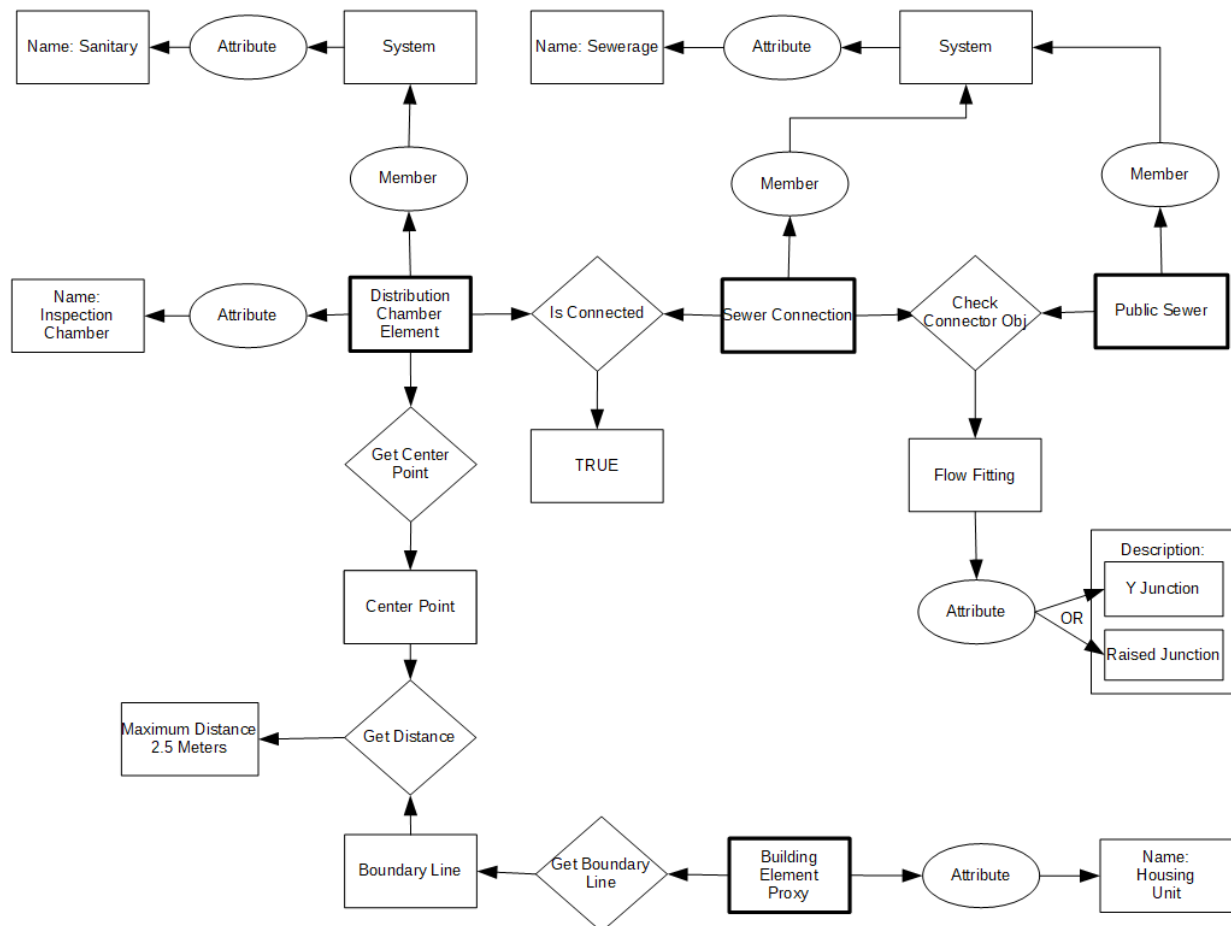 Name: Sanitary
Attribute
System
Name: Sewerage
Attribute
System
Member
Member
Member
Name:
Inspection
Chamber
Attribute
Distribution
Chamber
Element
Is Connected
Sewer Connection
Check
Connector Obj
Public Sewer
Get Center
Point
TRUE
Flow Fitting
Center Point
Attribute
OR
Description:
Y Junction
Raised Junction
Maximum Distance
2.5 Meters
Get Distance
Boundary Line
Get Boundary
Line
Building
Element
Proxy
Attribute
Name:
Housing
Unit